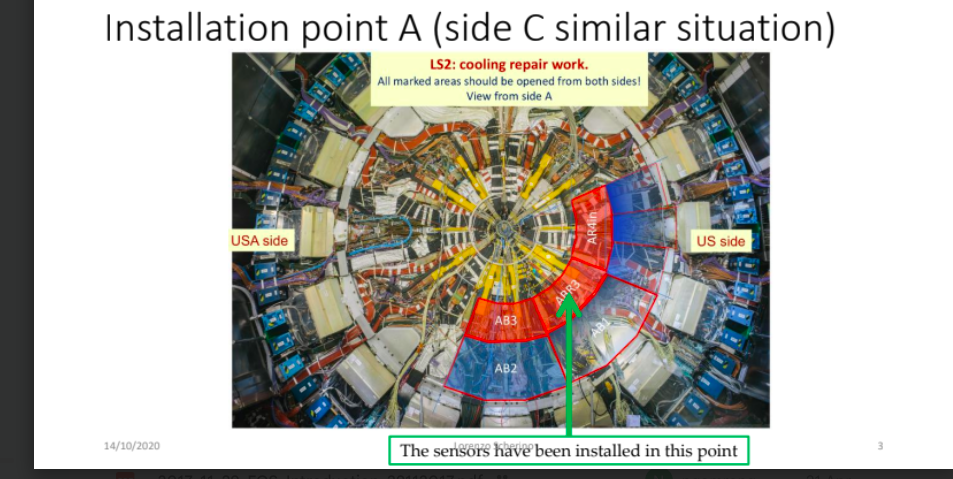 Installation point A (side C similar situation)
LS2: cooling repair work.
All marked areas should be opened from both sides!
View from side A
USA side
US side
AR4in
ABR3
AB3
AB1
AB2
14/10/2020
Lorenzo Scherino
The sensors have been installed in this point
3